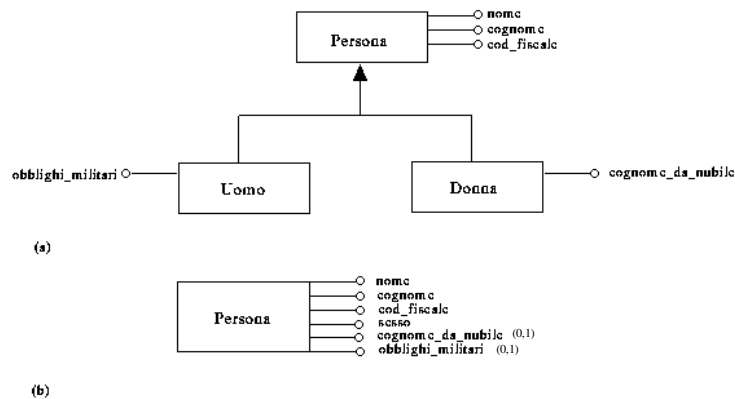 Persona
nome
cognome
cod_fiscale
obblighi_militari
Uomo
Donna
cognome_da_nubile
(a)
Persona
nome
cognome
cod_fiscale
sesso
cognome_da_nubile (0,1)
obblighi_militari (0,1)
(b)